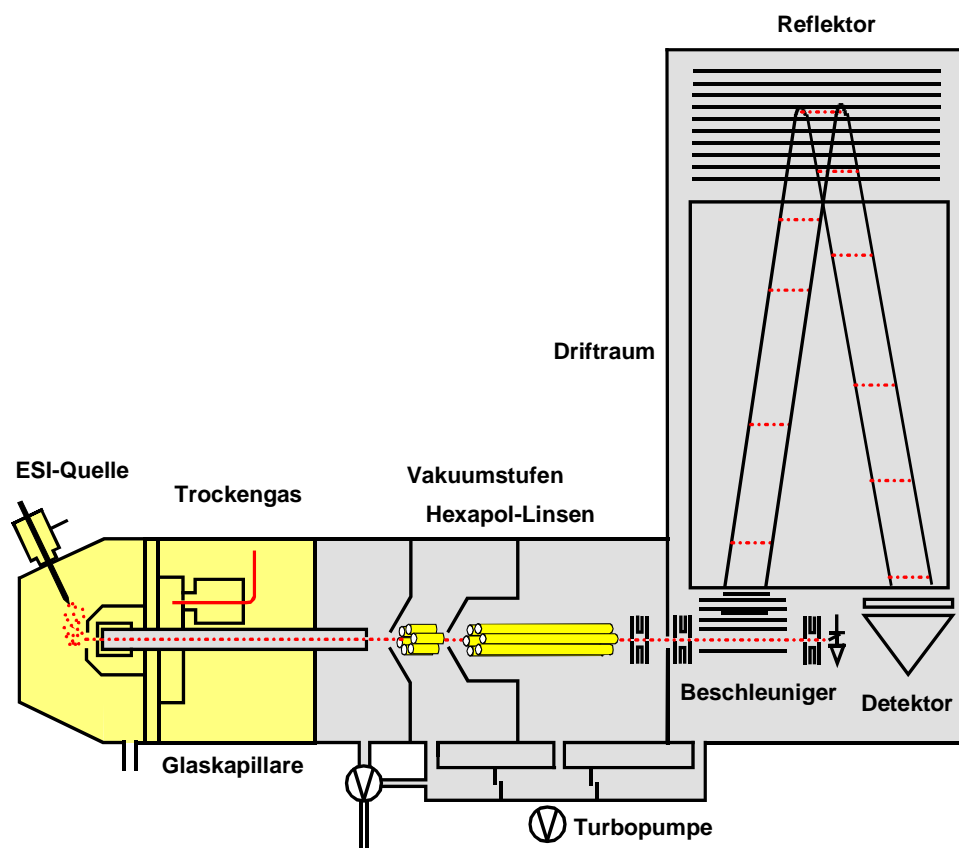 Reflektor
Driftraum
ESI-Quelle
Trockengas
Vakuumstufen
Hexapol-Linsen
Beschleuniger
Detektor
Glaskapillare
Turbopumpe